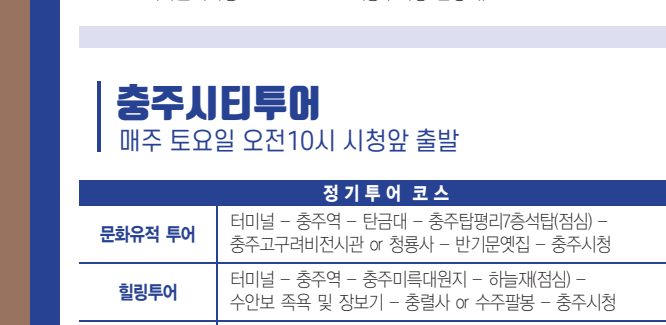 충주시티투어
매주 토요일 오전10시 시청앞 출발
정기투어 코스
문화유적 투어
터미널 – 충주역 – 탄금대 – 충주탑평리7층석탑(점심) –
충주고구려비전시관 or 청룡사 – 반기문옛집 – 충주시청
힐링투어
터미널 – 충주역 – 충주미륵대원지 – 하늘재(점심) –
수안보 족욕 및 장보기 – 충렬사 or 수주팔봉 – 충주시청